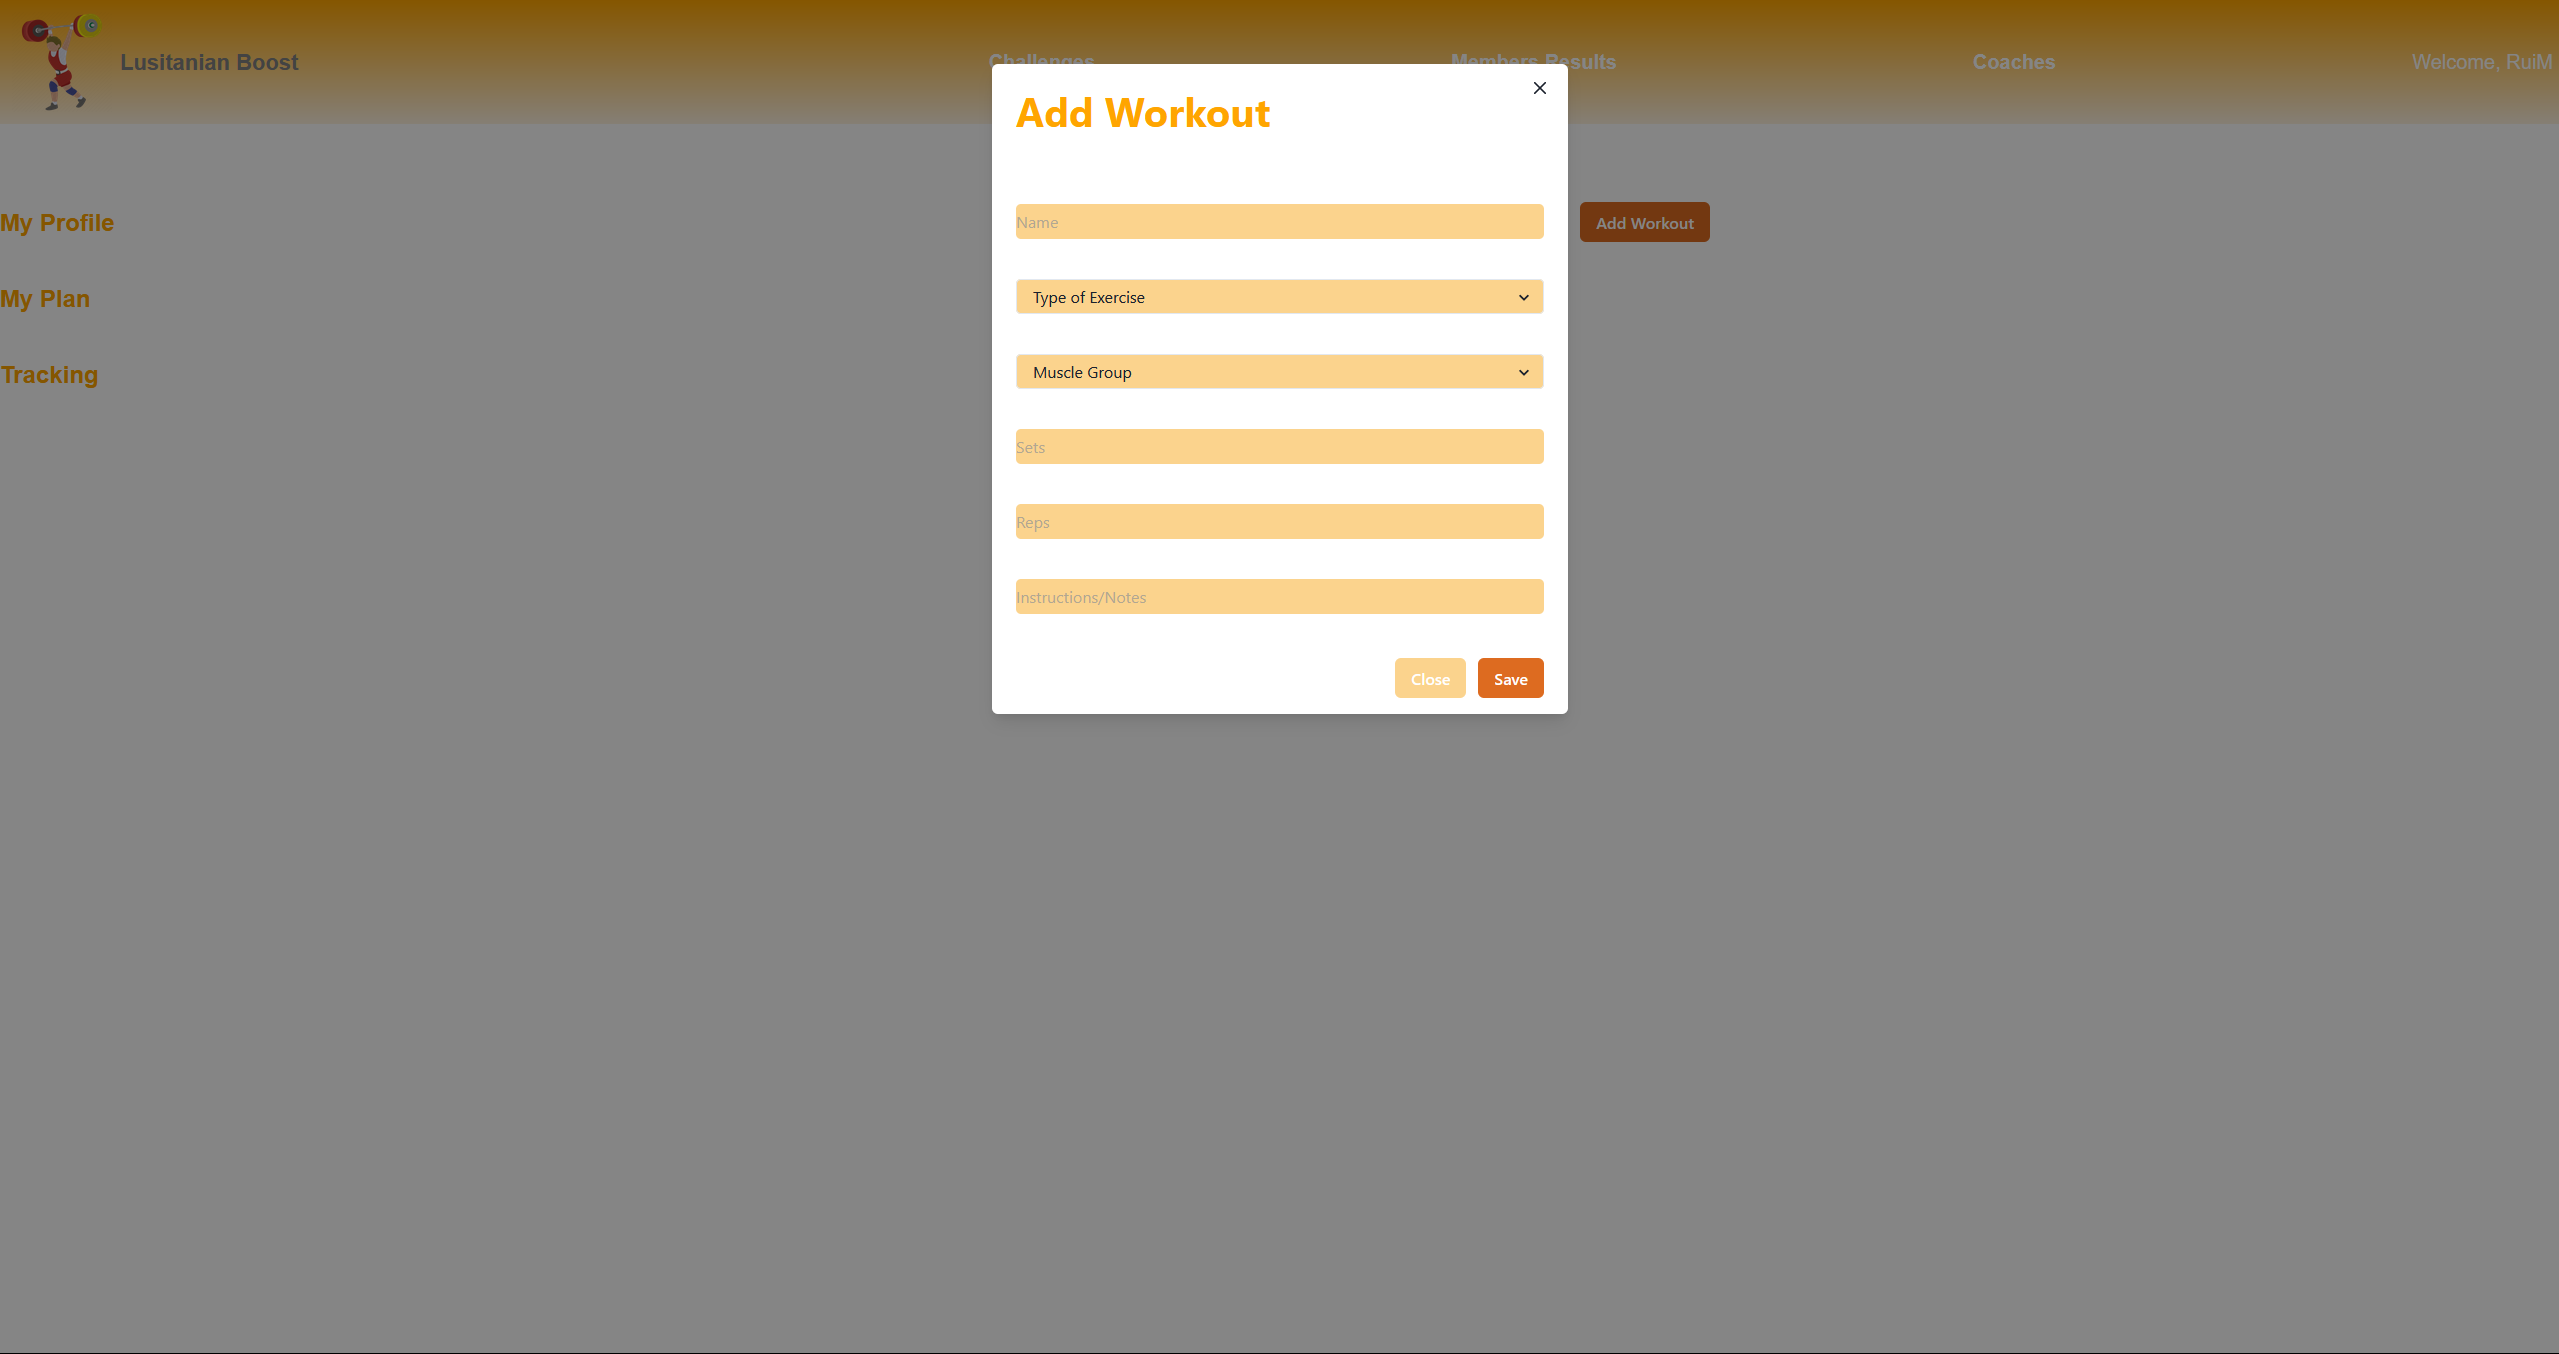 Lusitanian Boost
Challenges
Members Results
Coaches
Welcome, RuiM
My Profile
My Plan
Tracking
Add Workout
Add Workout
Name
Type of Exercise
Muscle Group
Sets
Reps
Instructions/Notes
Close
Save